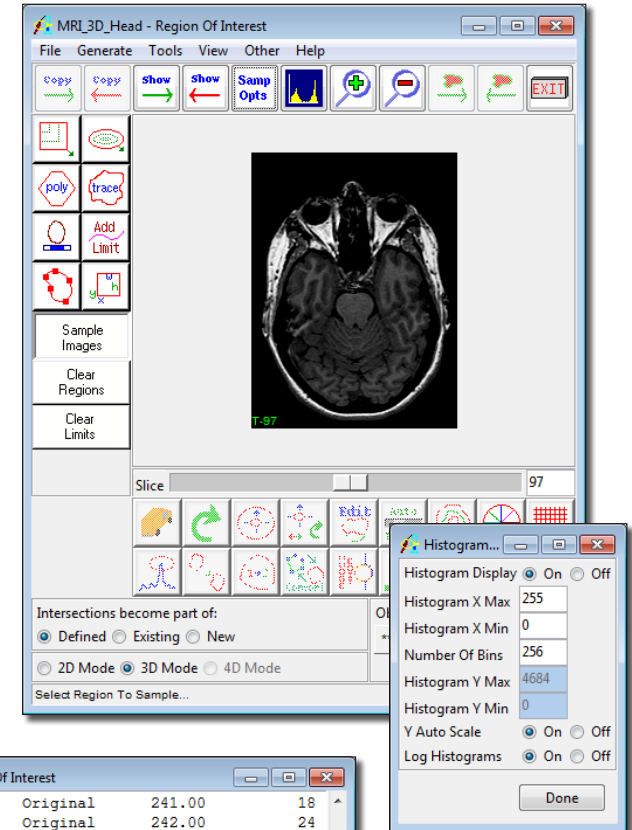 MRI_3D_Head - Region Of Interest
File Generate Tools View Other Help
Copy Copy Show Show Samp Opts EXIT
poly trace
Add Limit
y w h x
Sample Images
Clear Regions
Clear Limits
T-97
Slice 97
Edit Auto
Histogram...
Histogram Display On Off
Histogram X Max 255
Histogram X Min 0
Number Of Bins 256
Histogram Y Max 4684
Histogram Y Min 0
Y Auto Scale On Off
Log Histograms On Off
Done
Intersections become part of:
Defined Existing New
2D Mode 3D Mode 4D Mode
Select Region To Sample...
Of Interest
Original 241.00 18
Original 242.00 24